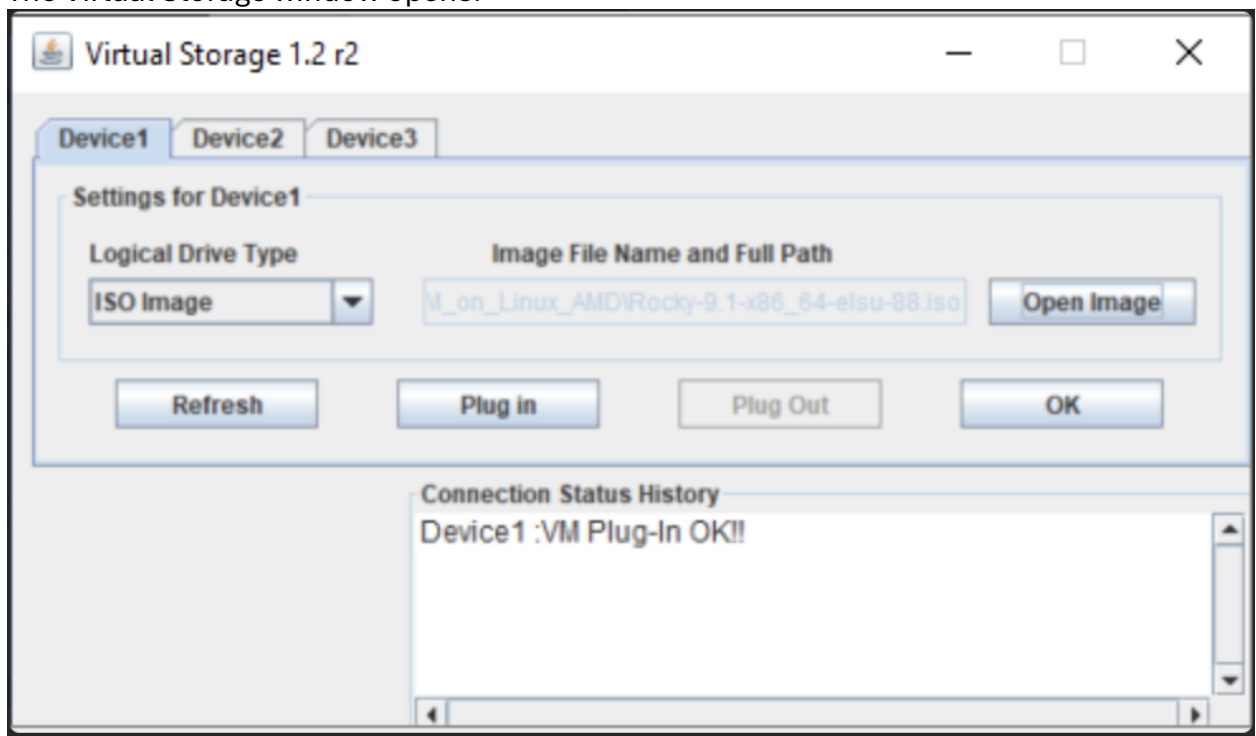 The Virtual Storage window opens.
Virtual Storage 1.2 r2
Device1 Device2 Device3
Settings for Device1
Logical Drive Type Image File Name and Full Path
ISO Image M_on_Linux_AMD\Rocky-9.1-x86_64-elsu-88.iso Open Image
Refresh Plug in Plug Out OK
Connection Status History
Device1 :VM Plug-In OK!!